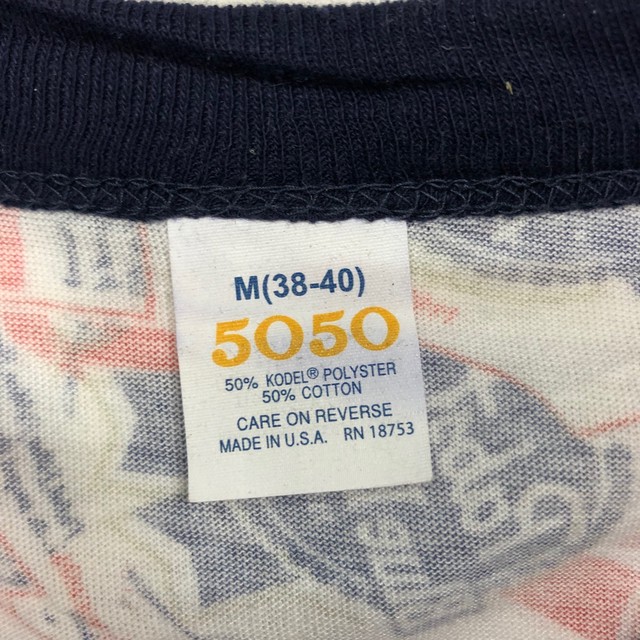 M(38-40)
5050
50% KODEL® POLYSTER
50% COTTON
CARE ON REVERSE
MADE IN U.S.A. RN 18753